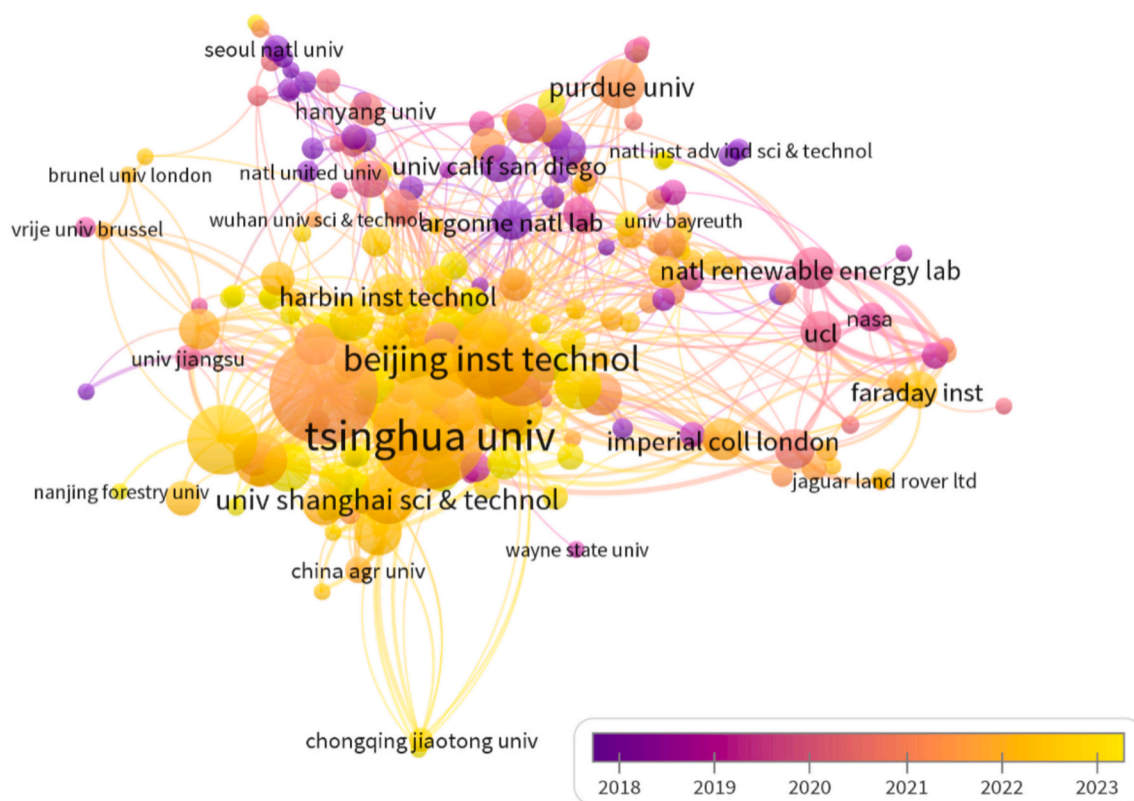 seoul natl univ
purdue univ
hanyang univ
natl inst adv ind sci & technol
univ calif san diego
natl united univ
brunel univ london
wuhan univ sci & technol
argonne natl lab
univ bayreuth
vrije univ brussel
natl renewable energy lab
harbin inst technol
nasa
ucl
beijing inst technol
univ jiangsu
faraday inst
tsinghua univ
imperial coll london
jaguar land rover ltd
nanjing forestry univ
univ shanghai sci & technol
wayne state univ
china agr univ
chongqing jiaotong univ
2018 2019 2020 2021 2022 2023